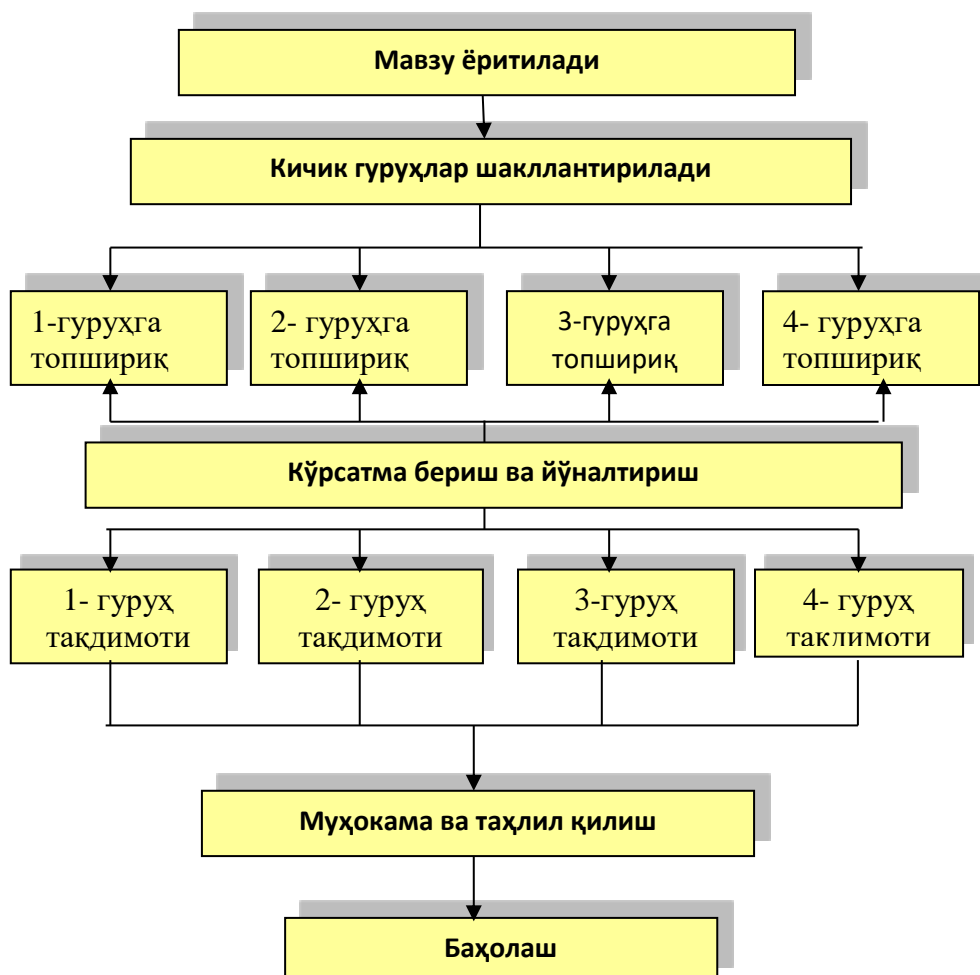 Мавзу ёритилади
Кичик гуруҳлар шакллантирилади
1-гуруҳга
топшириқ
2- гуруҳга
топшириқ
3-гуруҳга
топшириқ
4- гуруҳга
топшириқ
Кўрсатма бериш ва йўналтириш
1- гуруҳ
тақдимоти
2- гуруҳ
тақдимоти
3-гуруҳ
тақдимоти
4- гуруҳ
тақдимоти
Муҳокама ва таҳлил қилиш
Баҳолаш